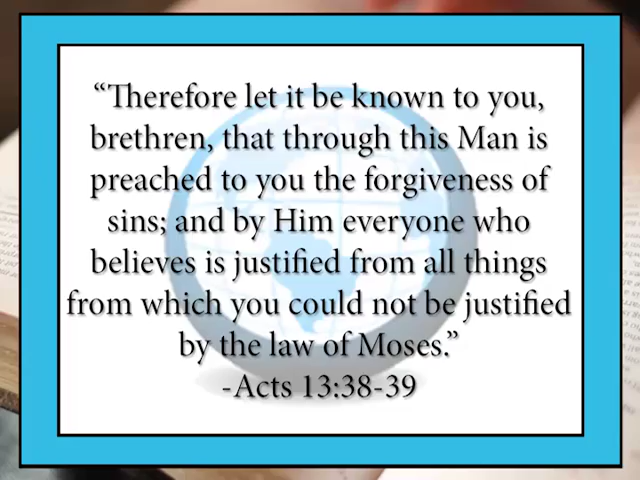 “Therefore let it be known to you,
brethren, that through this Man is
preached to you the forgiveness of
sins; and by Him everyone who
believes is justified from all things
from which you could not be justified
by the law of Moses.”
-Acts 13:38-39